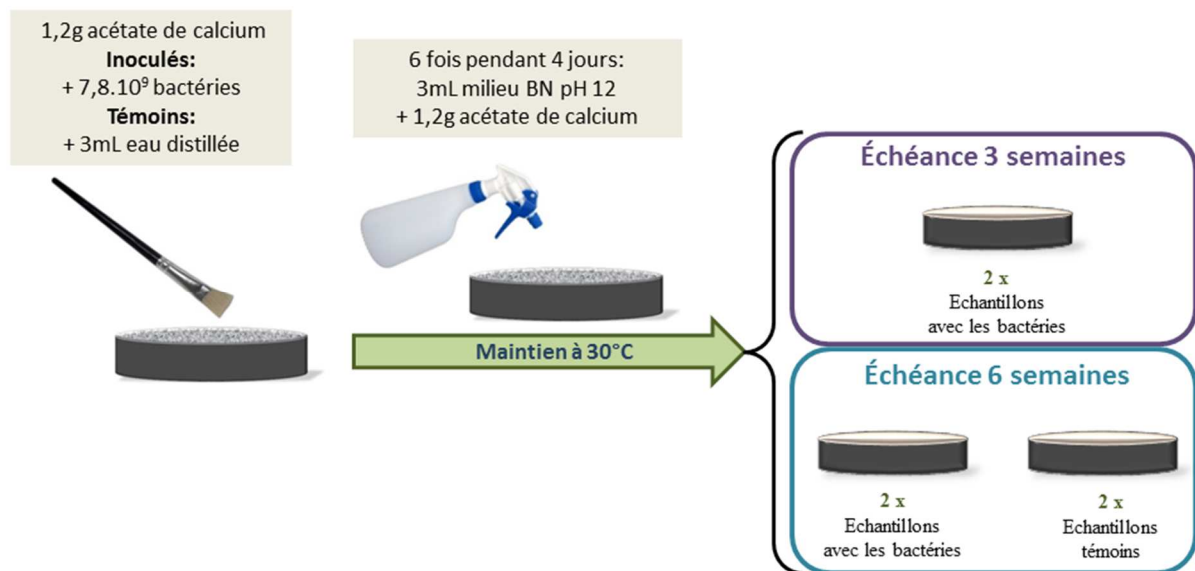 1,2g acétate de calcium
Inoculés:
+ 7,8.10⁹ bactéries
Témoins:
+ 3mL eau distillée
6 fois pendant 4 jours:
3mL milieu BN pH 12
+ 1,2g acétate de calcium
Maintien à 30°C
Échéance 3 semaines
2 x
Echantillons
avec les bactéries
Échéance 6 semaines
2 x
Echantillons
avec les bactéries
2 x
Echantillons
témoins